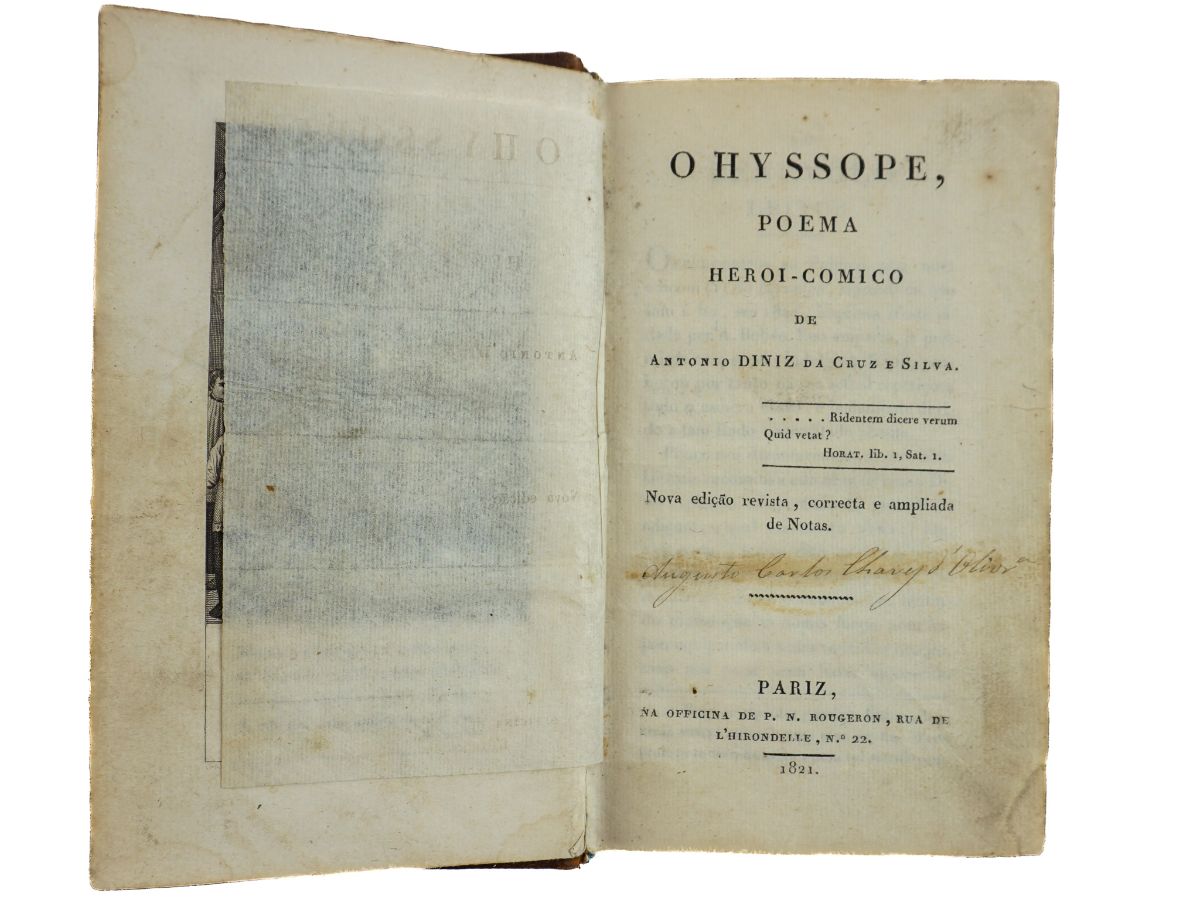 O HYSSOPE,
POEMA
HEROI-COMICO
DE
ANTONIO DINIZ DA CRUZ E SILVA.
. . . . . Ridentem dicere verum
Quid vetat ?
HORAT. lib. 1, Sat. 1.
Nova edição revista, correcta e ampliada
de Notas.
Augusto Carlos Chaves d'Olivra
PARIZ,
NA OFFICINA DE P. N. ROUGERON, RUA DE
L'HIRONDELLE, N.º 22.
1821.